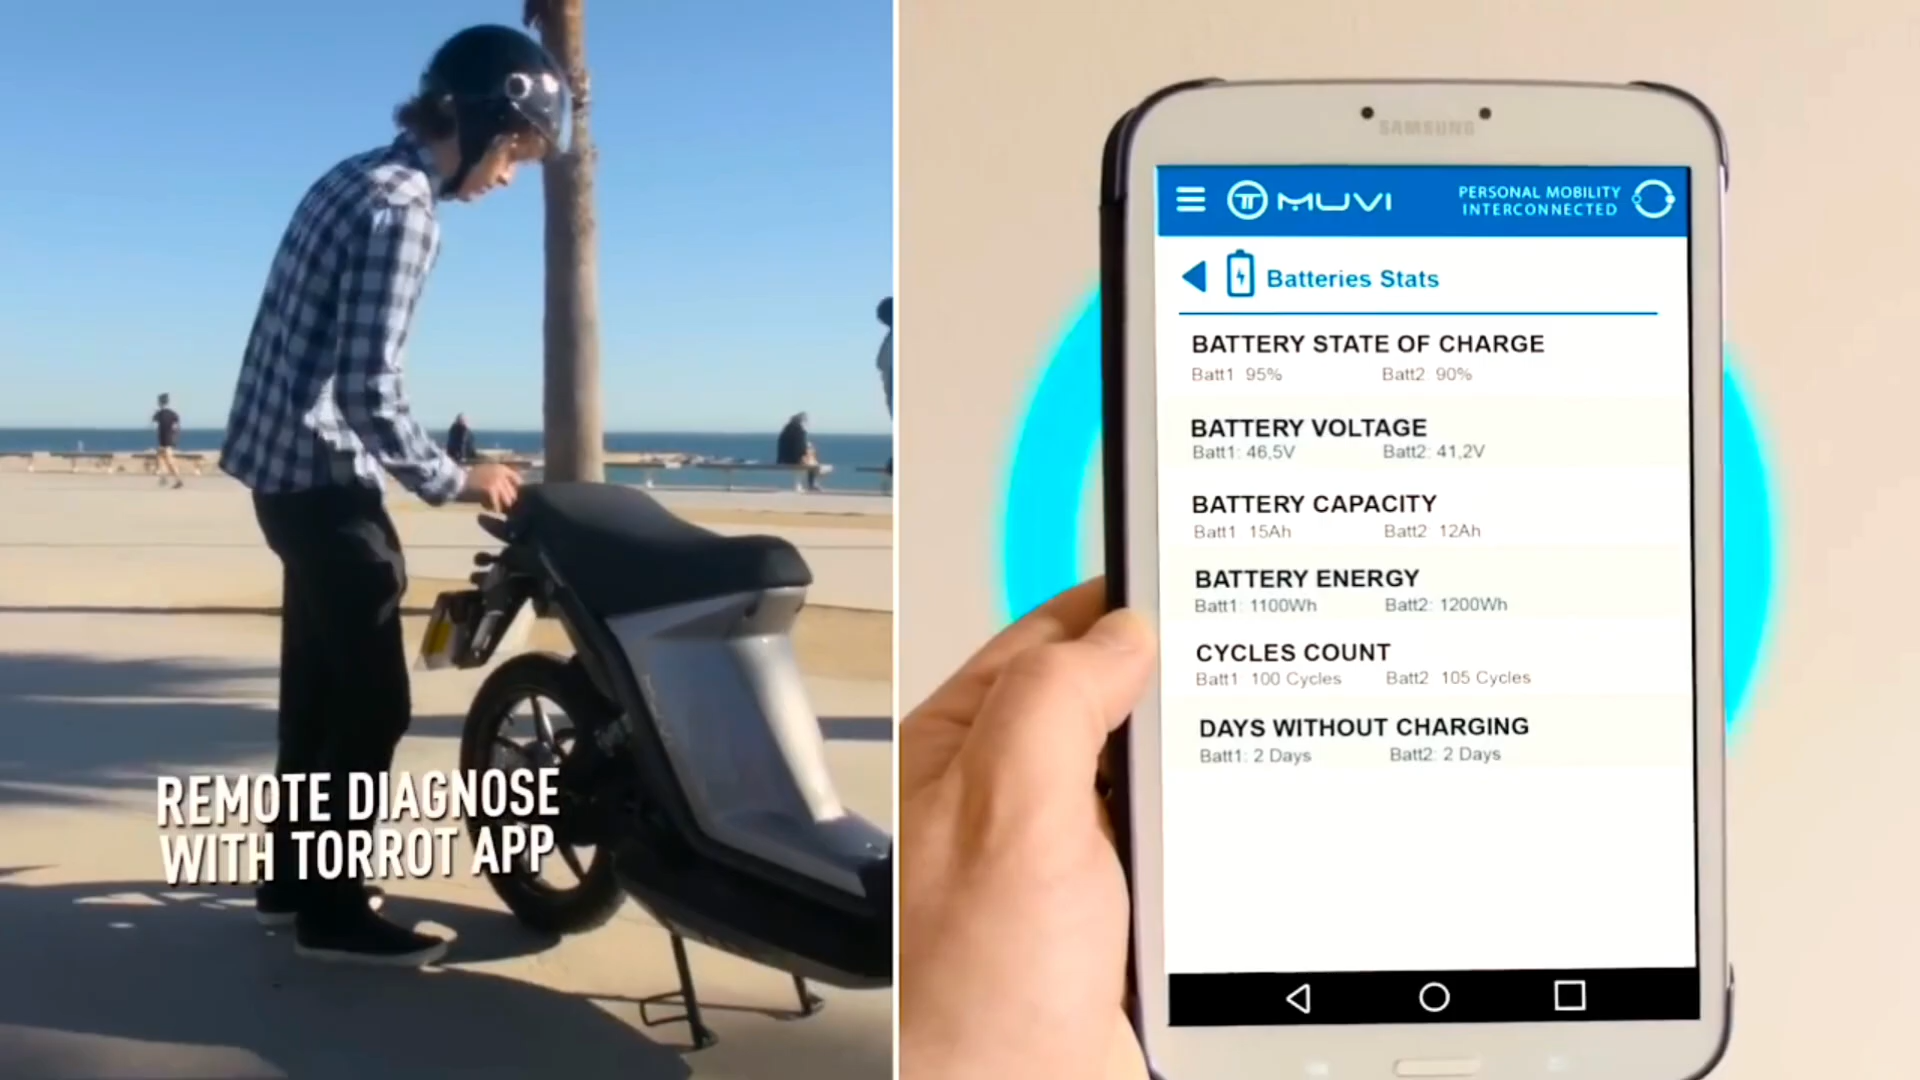 REMOTE DIAGNOSE
WITH TORROT APP
SAMSUNG
MUVI
PERSONAL MOBILITY
INTERCONNECTED
Batteries Stats
BATTERY STATE OF CHARGE
Batt1 95% Batt2 90%
BATTERY VOLTAGE
Batt1: 46,5V Batt2: 41,2V
BATTERY CAPACITY
Batt1 15Ah Batt2 12Ah
BATTERY ENERGY
Batt1: 1100Wh Batt2: 1200Wh
CYCLES COUNT
Batt1: 100 Cycles Batt2 105 Cycles
DAYS WITHOUT CHARGING
Batt1: 2 Days Batt2: 2 Days